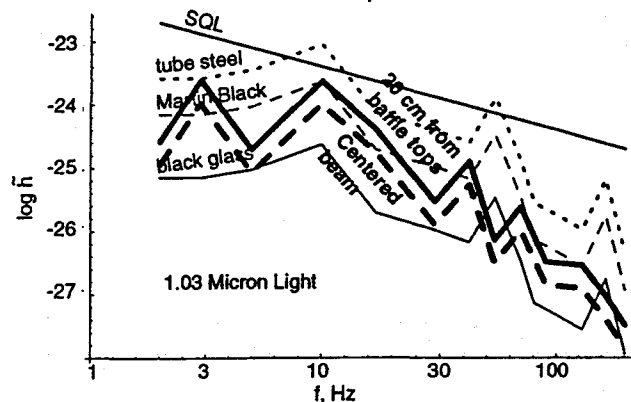 SQL
-23
tube steel
-24
Martin Black
20 cm from
baffle tops
black glass
-25
Centered
beam
log h̃
-26
1.03 Micron Light
-27
1 3 10 30 100
f, Hz